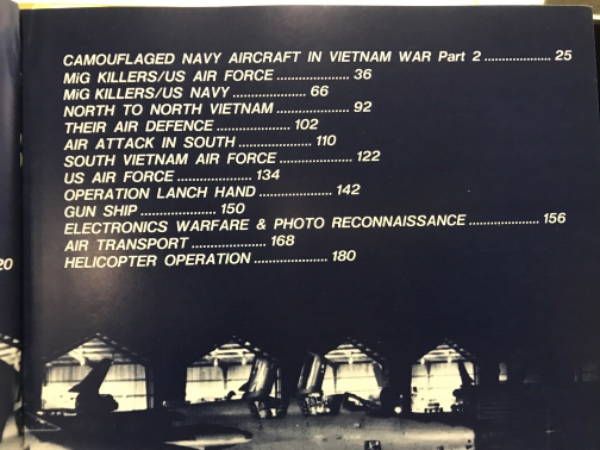 CAMOUFLAGED NAVY AIRCRAFT IN VIETNAM WAR Part 2 ................... 25
MiG KILLERS/US AIR FORCE ..................... 36
MiG KILLERS/US NAVY ..................... 66
NORTH TO NORTH VIETNAM ..................... 92
THEIR AIR DEFENCE ..................... 102
AIR ATTACK IN SOUTH ..................... 110
SOUTH VIETNAM AIR FORCE ..................... 122
US AIR FORCE ..................... 134
OPERATION LANCH HAND ..................... 142
GUN SHIP ..................... 150
ELECTRONICS WARFARE & PHOTO RECONNAISSANCE .................... 156
AIR TRANSPORT ..................... 168
HELICOPTER OPERATION ..................... 180
20